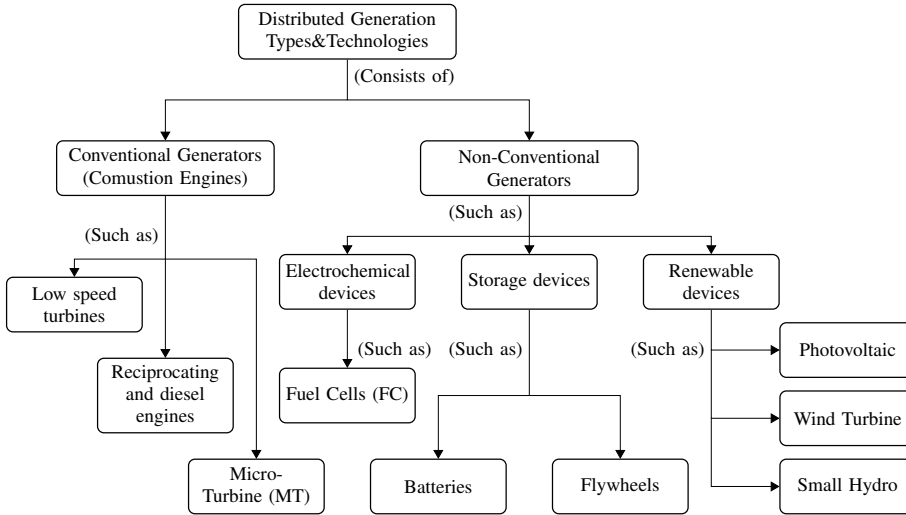 Distributed Generation
Types&Technologies
(Consists of)
Conventional Generators
(Comustion Engines)
Non-Conventional
Generators
(Such as)
(Such as)
Electrochemical
devices
Storage devices
Renewable
devices
Low speed
turbines
(Such as)
(Such as)
(Such as)
Photovoltaic
Reciprocating
and diesel
engines
Fuel Cells (FC)
Wind Turbine
Micro-
Turbine (MT)
Batteries
Flywheels
Small Hydro